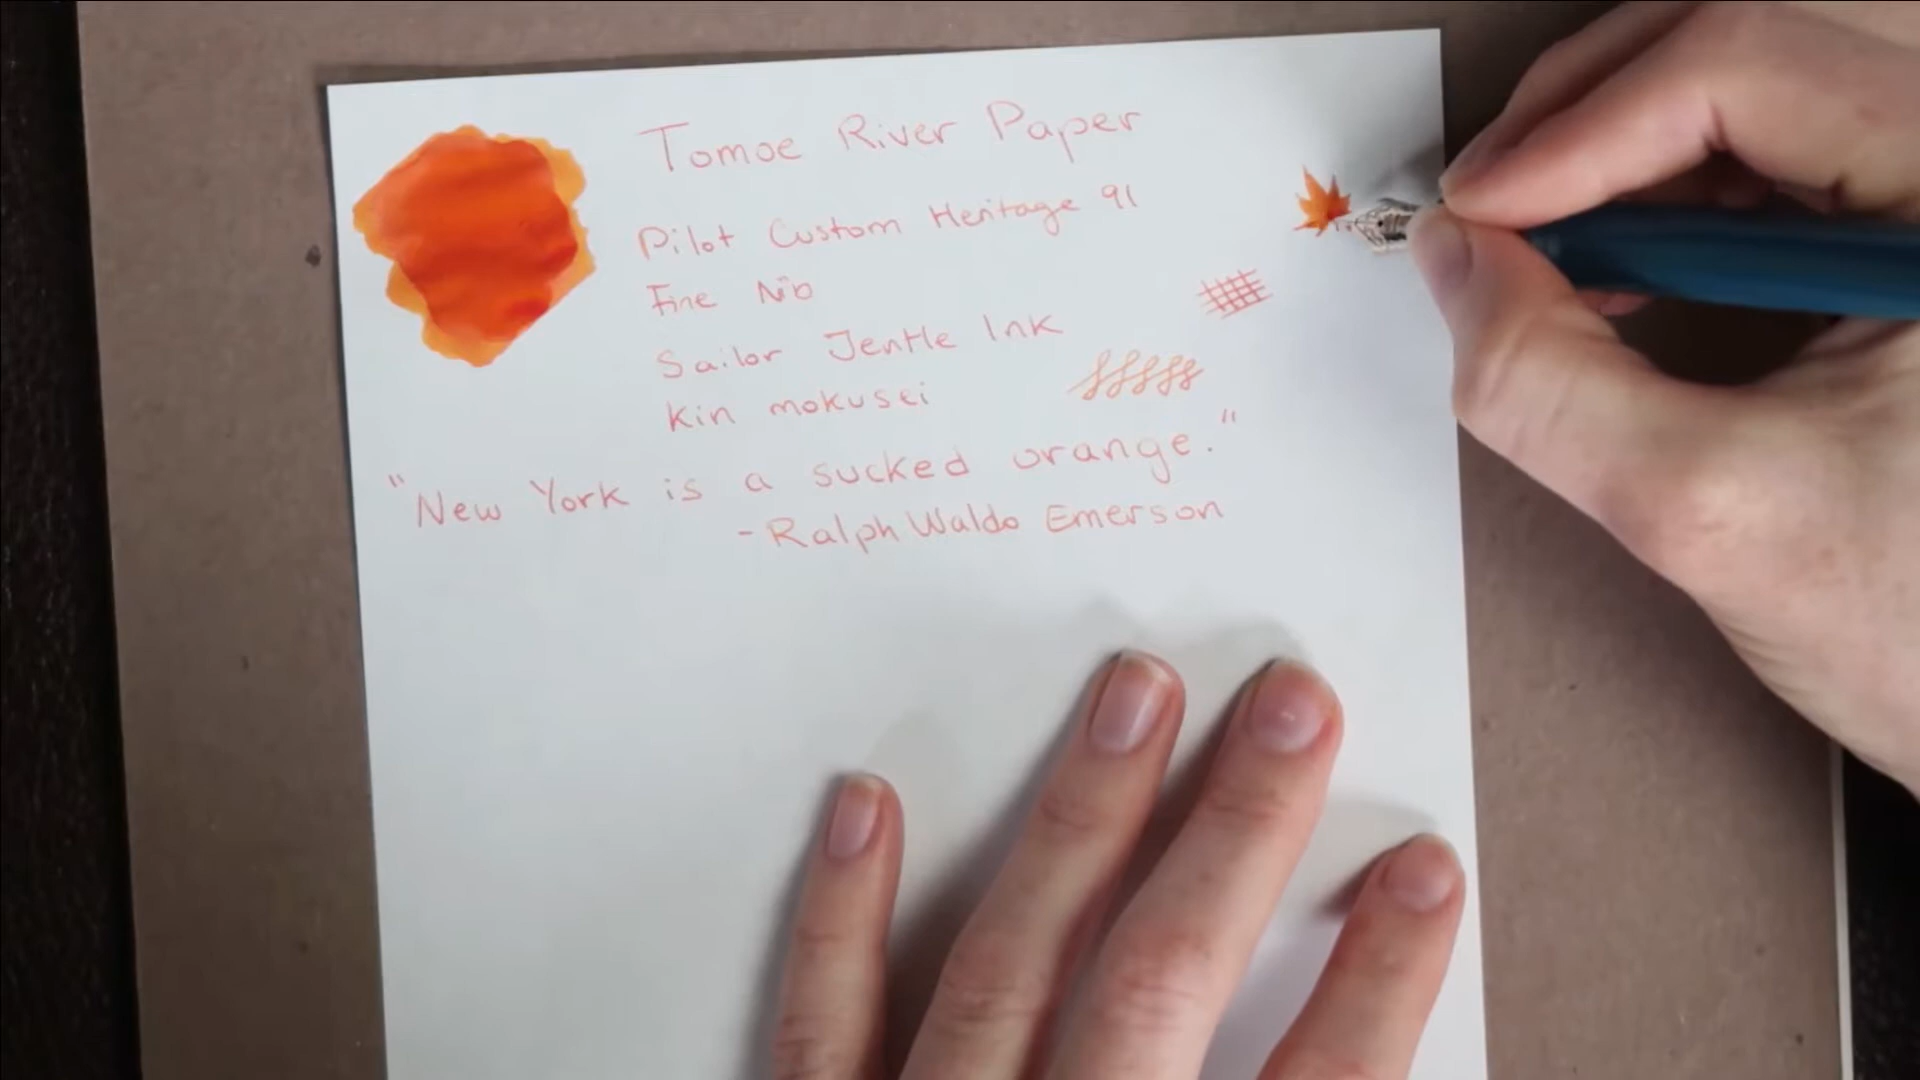 Tomoe River Paper
Pilot Custom Heritage 91
Fine Nib
Sailor Jentle Ink
Kin mokusei
"New York is a sucked orange."
- Ralph Waldo Emerson